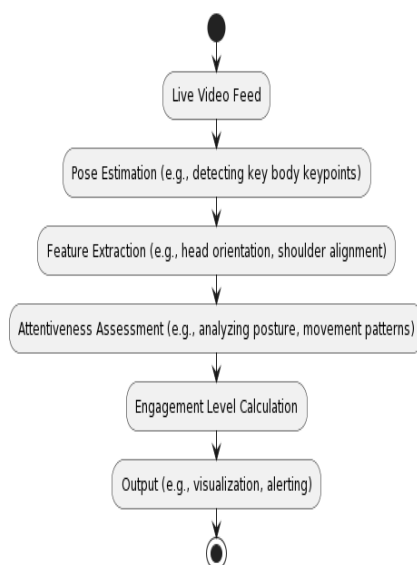 Live Video Feed
Pose Estimation (e.g., detecting key body keypoints)
Feature Extraction (e.g., head orientation, shoulder alignment)
Attentiveness Assessment (e.g., analyzing posture, movement patterns)
Engagement Level Calculation
Output (e.g., visualization, alerting)